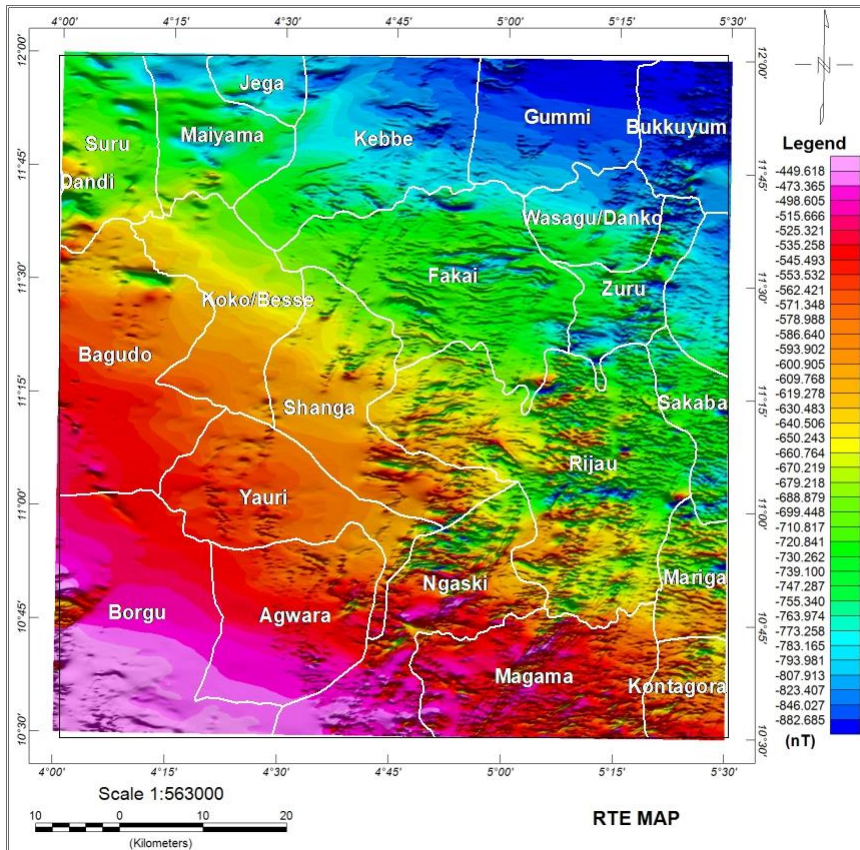 4°00' 4°15' 4°30' 4°45' 5°00' 5°15' 5°30'
12°00' 12°00'
N
Jega
Gummi
Bukkuyum
Maiyama
Kebbe
Suru
Legend
11°45' 11°45'
Dandi
Wasagu/Danko
Fakai
Zuru
11°30' 11°30'
Koko/Besse
Bagudo
11°15' 11°15'
Shanga
Sakaba
Rijau
Yauri
11°00' 11°00'
Ngaski
Mariga
Borgu
Agwara
10°45' 10°45'
Magama
Kontagora
10°30' 10°30'
4°00' 4°15' 4°30' 4°45' 5°00' 5°15' 5°30'
-449.618
-473.365
-498.605
-515.666
-525.321
-535.258
-545.493
-553.532
-562.421
-571.348
-578.988
-586.640
-593.902
-600.905
-609.768
-619.278
-630.483
-640.506
-650.243
-660.764
-670.219
-678.218
-688.879
-699.448
-710.817
-720.351
-730.262
-739.100
-747.287
-755.340
-763.974
-773.258
-783.165
-793.981
-807.913
-823.407
-846.027
-882.685
(nT)
Scale 1:563000
10 0 10 20
(Kilometers)
RTE MAP